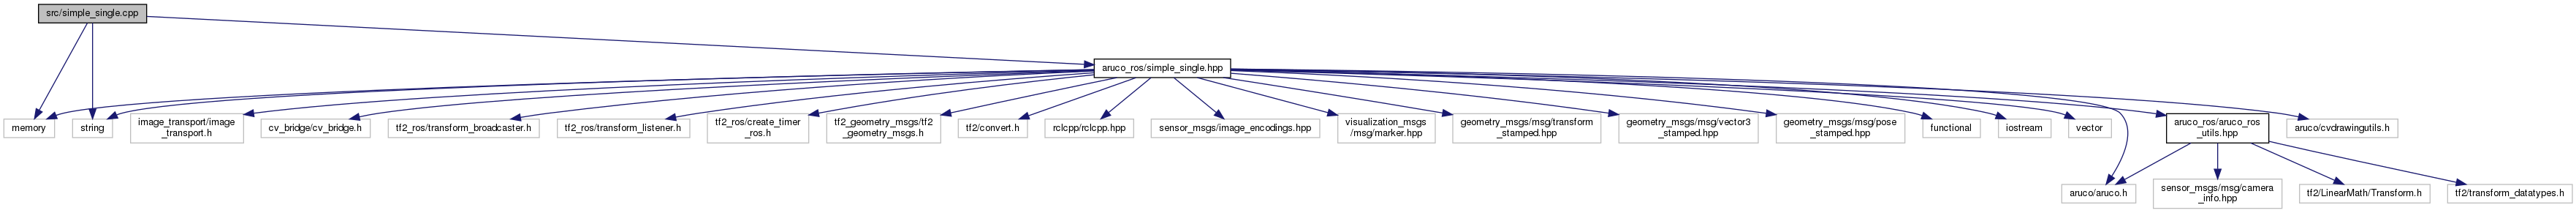 src/simple_single.cpp
aruco_ros/simple_single.hpp
memory
string
image_transport/image
_transport.h
cv_bridge/cv_bridge.h
tf2_ros/transform_broadcaster.h
tf2_ros/transform_listener.h
tf2_ros/create_timer
_ros.h
tf2_geometry_msgs/tf2
_geometry_msgs.h
tf2/convert.h
rclcpp/rclcpp.hpp
sensor_msgs/image_encodings.hpp
visualization_msgs
/msg/marker.hpp
geometry_msgs/msg/transform
_stamped.hpp
geometry_msgs/msg/vector3
_stamped.hpp
geometry_msgs/msg/pose
_stamped.hpp
functional
iostream
vector
aruco_ros/aruco_ros
_utils.hpp
aruco/cvdrawingutils.h
aruco/aruco.h
sensor_msgs/msg/camera
_info.hpp
tf2/LinearMath/Transform.h
tf2/transform_datatypes.h